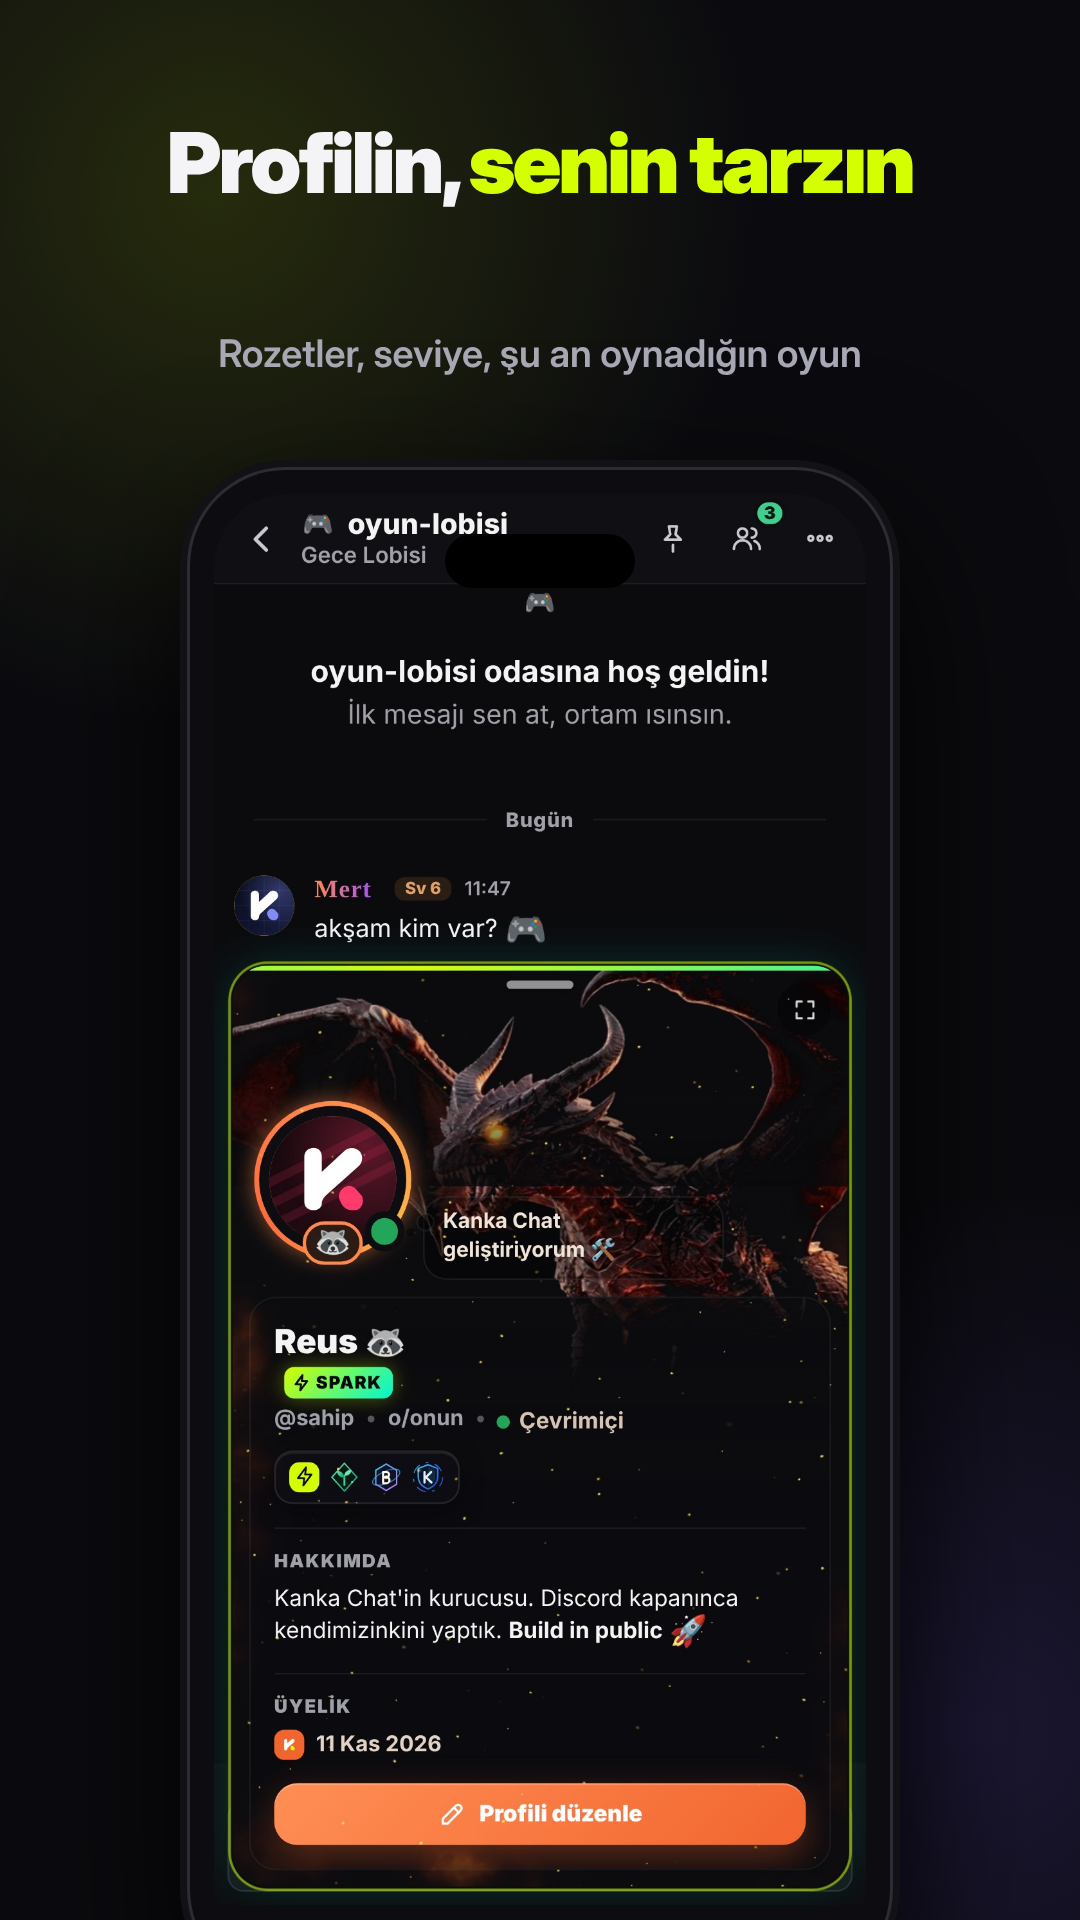 Profilin, senin tarzın
Rozetler, seviye, şu an oynadığın oyun
🎮 oyun-lobisi
3
Gece Lobisi
🎮
oyun-lobisi odasına hoş geldin!
İlk mesajı sen at, ortam ısınsın.
Bugün
Mert Sv 6 11:47
akşam kim var? 🎮
Kanka Chat
geliştiriyorum 🛠️
Reus 🦝
SPARK
@sahip • o/onun • Çevrimiçi
B K
HAKKIMDA
Kanka Chat'in kurucusu. Discord kapanınca
kendimizinkini yaptık. Build in public 🚀
ÜYELİK
11 Kas 2026
Profili düzenle